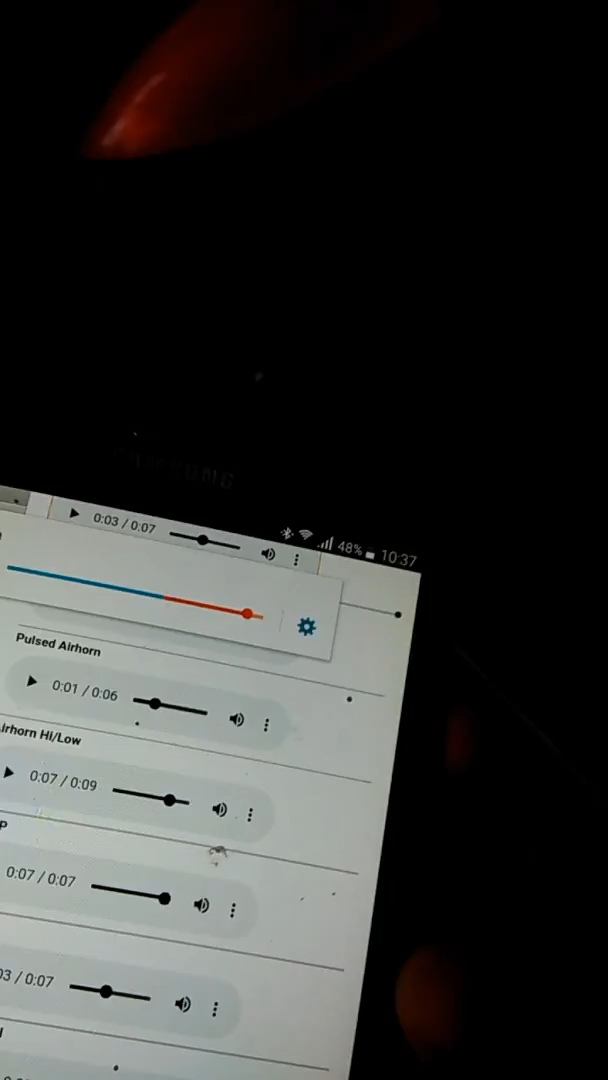 SAMSUNG
0:03 / 0:07
48% 10:37
Pulsed Airhorn
0:01 / 0:06
irhorn Hi/Low
0:07 / 0:09
P
0:07 / 0:07
03 / 0:07